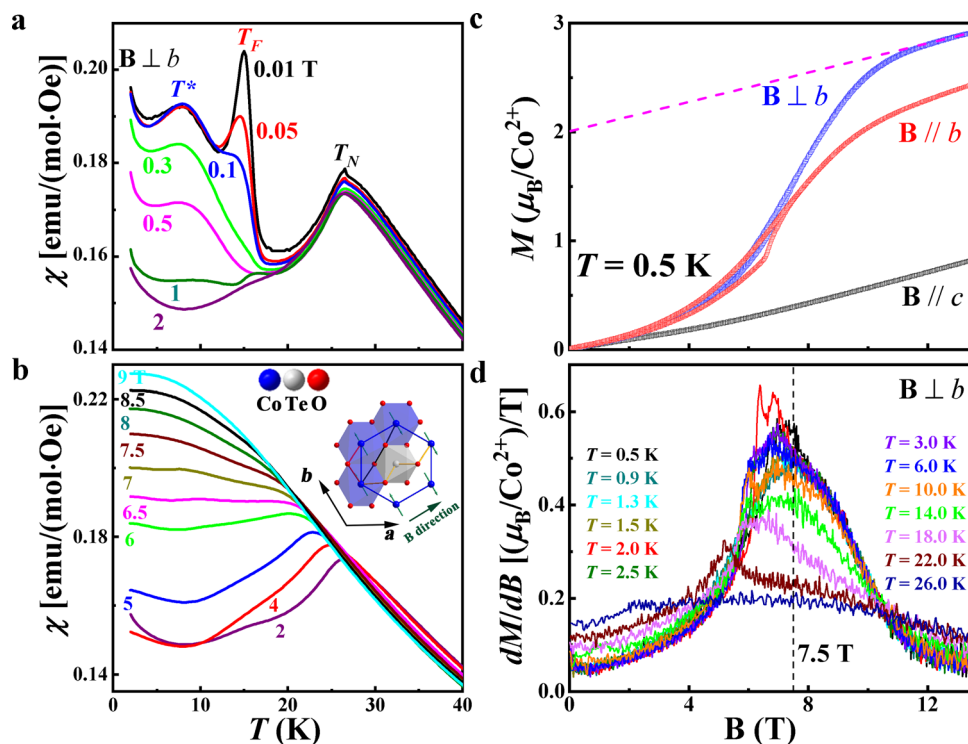 a
B ⊥ b
T*
T_F
0.01 T
0.05
0.1
0.3
0.5
1
2
T_N
0.20
0.18
0.16
0.14
χ [emu/(mol·Oe)]
b
9 T
8.5
8
7.5
7
6.5
6
5
4
2
Co Te O
b
a
B direction
0.22
0.18
0.14
χ [emu/(mol·Oe)]
0 10 20 30 40
T (K)
c
B ⊥ b
B // b
B // c
T = 0.5 K
3
2
1
0
M (μ_B/Co²⁺)
d
B ⊥ b
T = 0.5 K
T = 0.9 K
T = 1.3 K
T = 1.5 K
T = 2.0 K
T = 2.5 K
T = 3.0 K
T = 6.0 K
T = 10.0 K
T = 14.0 K
T = 18.0 K
T = 22.0 K
T = 26.0 K
7.5 T
0.6
0.4
0.2
0.0
dM/dB [(μ_B/Co²⁺)/T]
0 4 8 12
B (T)